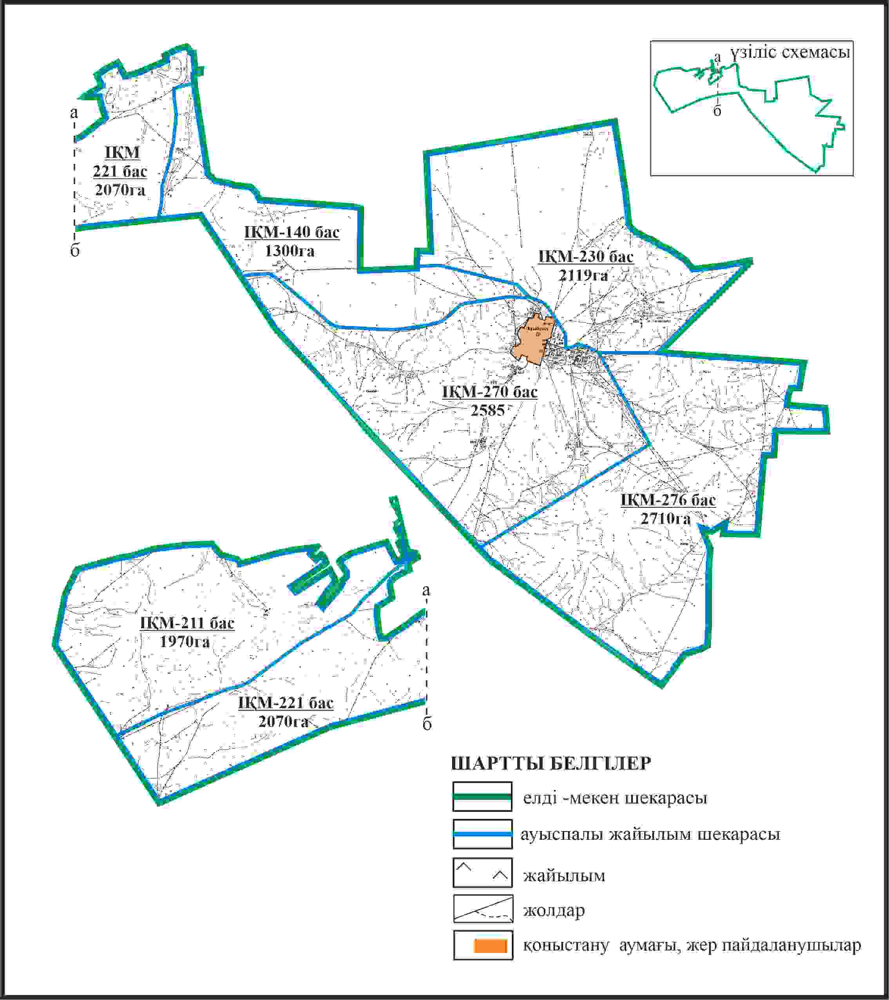 а
үзіліс схемасы
б
а
ІҚМ
221 бас
2070га
б
ІҚМ-140 бас
1300га
ІҚМ-230 бас
2119га
ІҚМ-270 бас
2585
ІҚМ-276 бас
2710га
а
ІҚМ-211 бас
1970га
ІҚМ-221 бас
2070га
б
ШАРТТЫ БЕЛГІЛЕР
елді -мекен шекарасы
ауыспалы жайылым шекарасы
жайылым
жолдар
қоныстану аумағы, жер пайдаланушылар